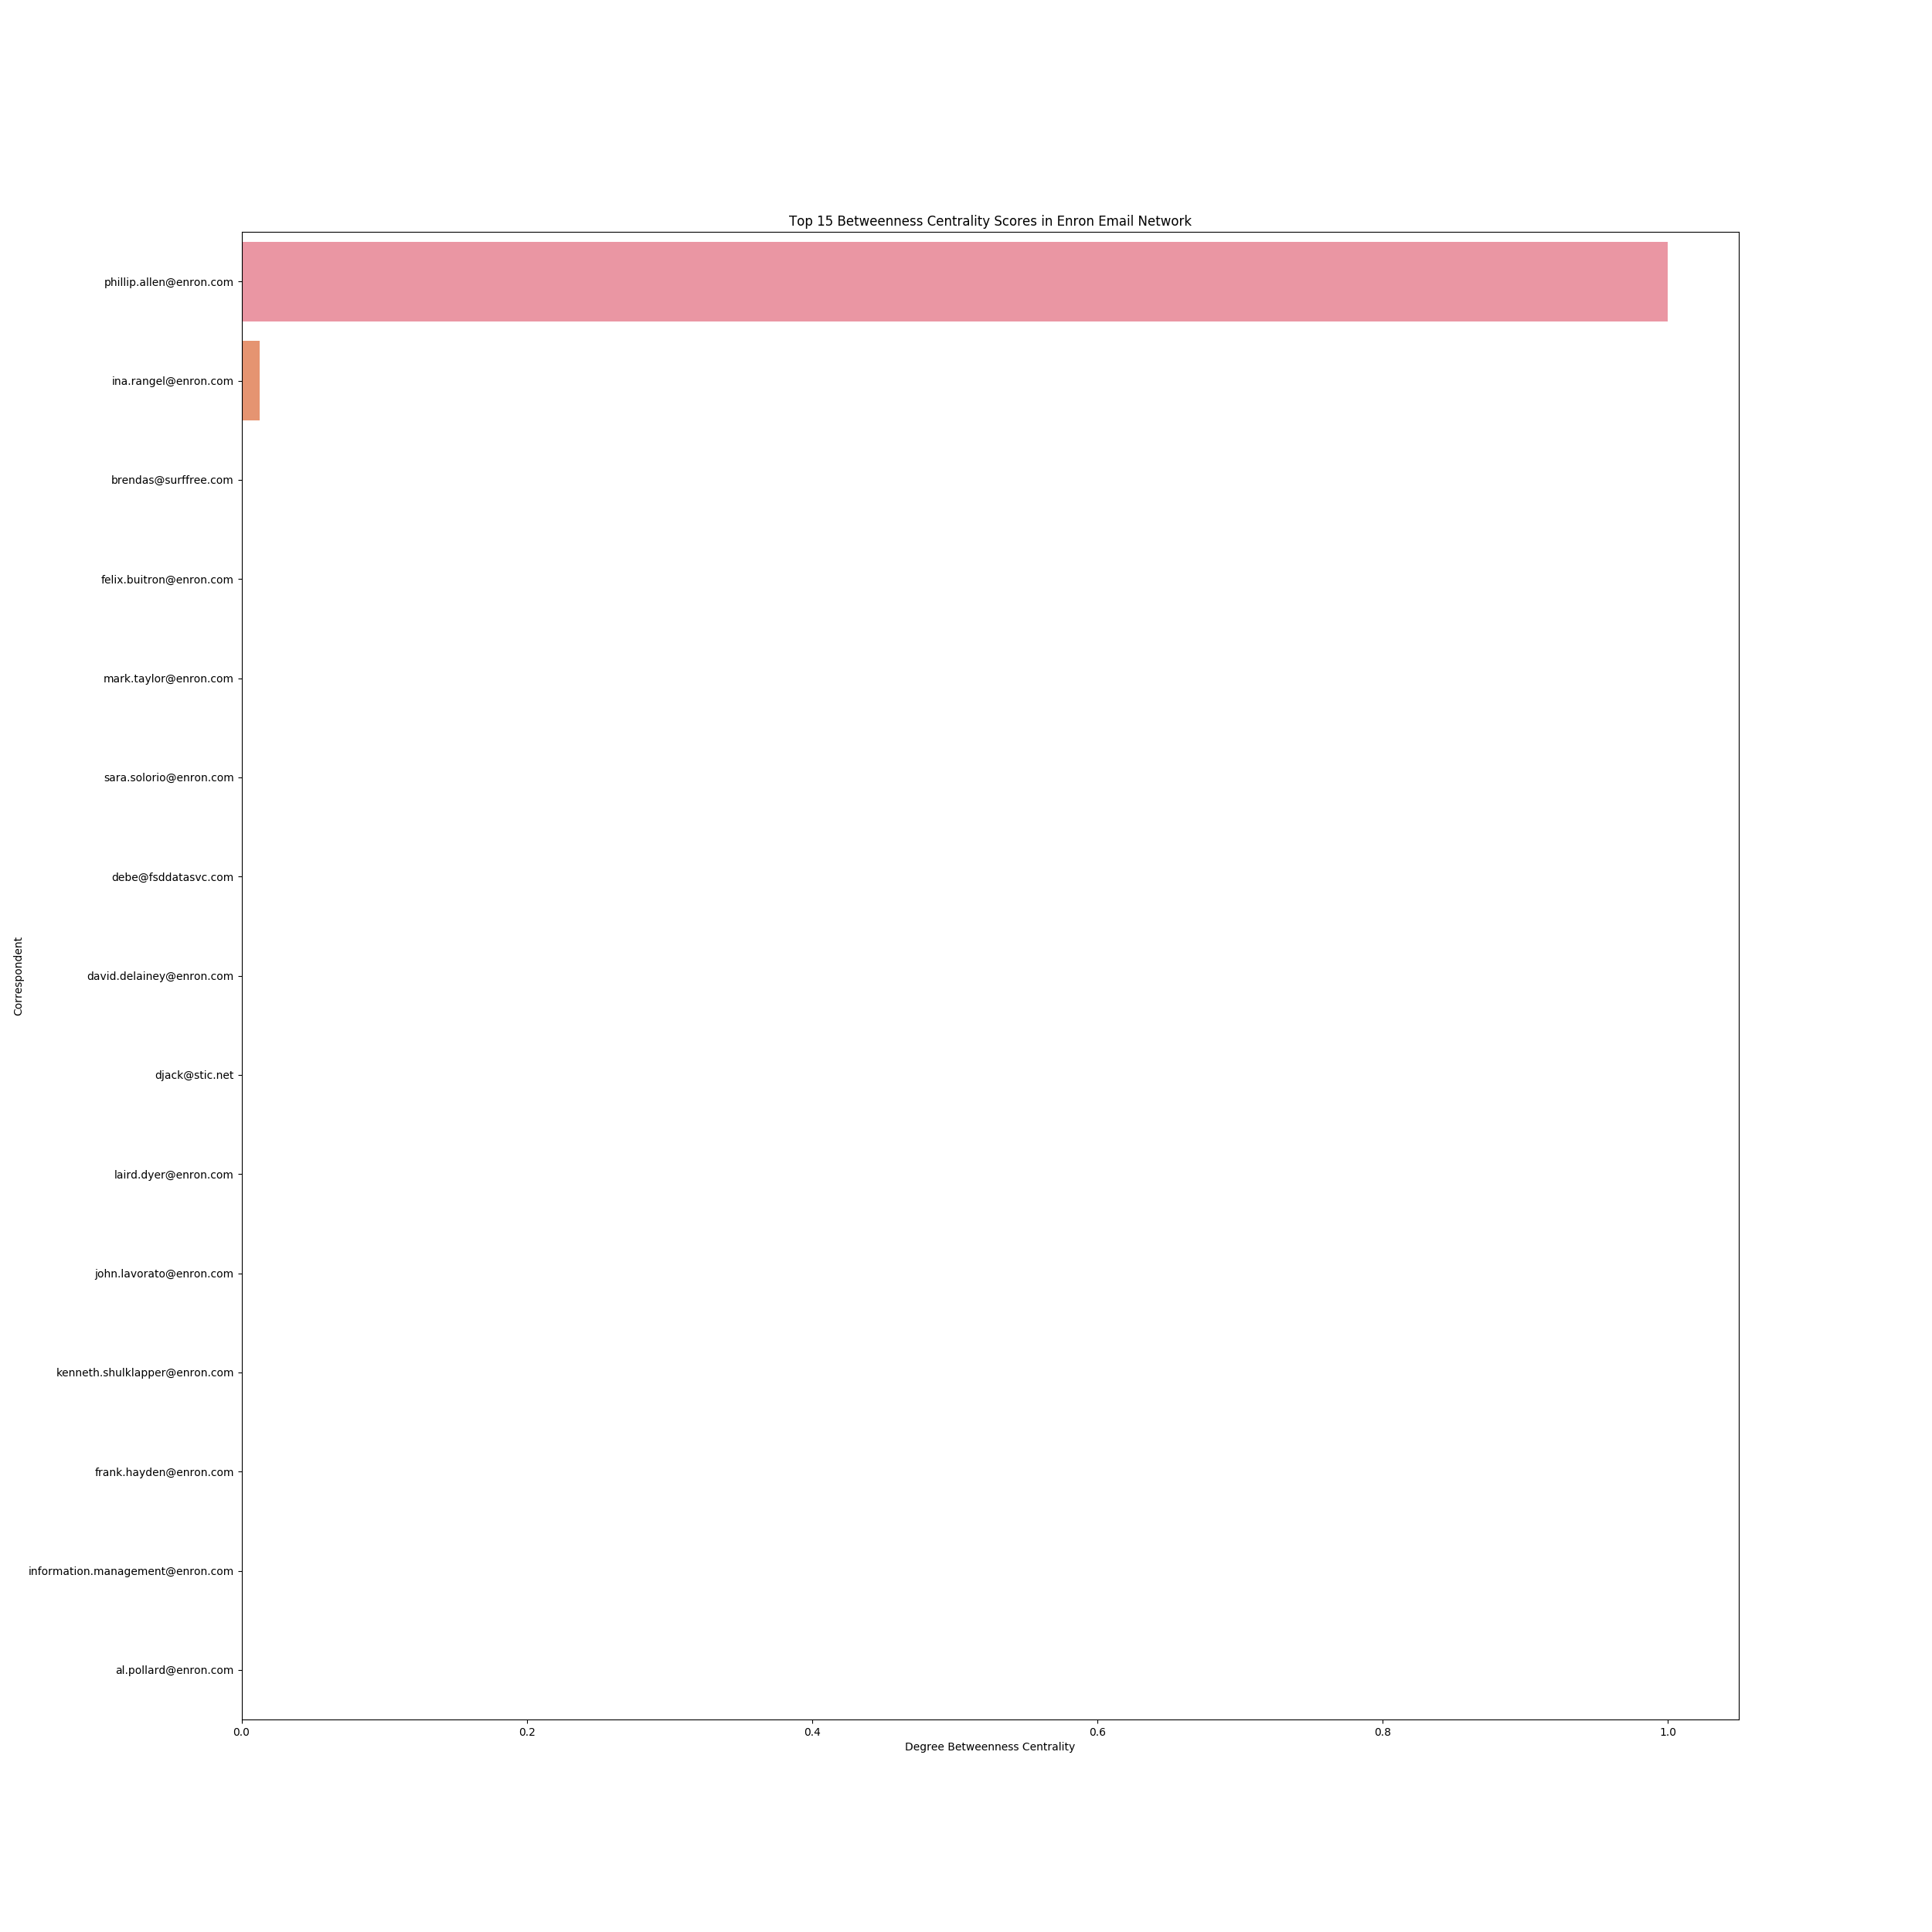 Top 15 Betweenness Centrality Scores in Enron Email Network
phillip.allen@enron.com
ina.rangel@enron.com
brendas@surffree.com
felix.buitron@enron.com
mark.taylor@enron.com
sara.solorio@enron.com
debe@fsddatasvc.com
david.delainey@enron.com
djack@stic.net
laird.dyer@enron.com
john.lavorato@enron.com
kenneth.shulklapper@enron.com
frank.hayden@enron.com
information.management@enron.com
al.pollard@enron.com
Correspondent
0.0 0.2 0.4 0.6 0.8 1.0
Degree Betweenness Centrality